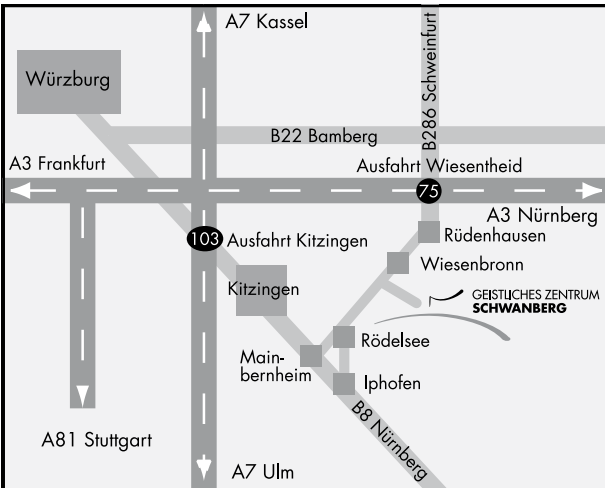 A7 Kassel
B286 Schweinfurt
Würzburg
B22 Bamberg
A3 Frankfurt
Ausfahrt Wiesentheid
75
A3 Nürnberg
103 Ausfahrt Kitzingen
Rüdenhausen
Wiesenbronn
Kitzingen
GEISTLICHES ZENTRUM
SCHWANBERG
Rödelsee
Main-
bernheim
Iphofen
B8 Nürnberg
A81 Stuttgart
A7 Ulm